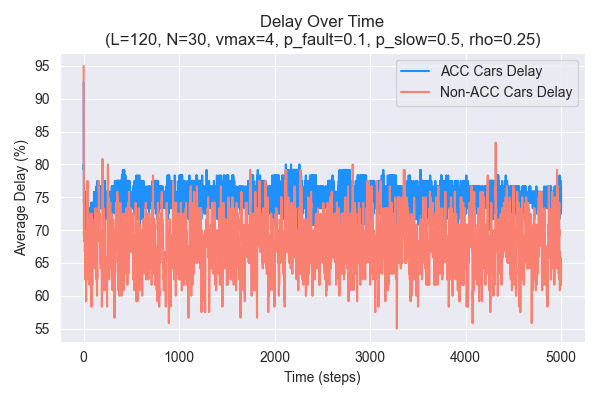 Delay Over Time
(L=120, N=30, vmax=4, p_fault=0.1, p_slow=0.5, rho=0.25)
ACC Cars Delay
Non-ACC Cars Delay
Average Delay (%)
95
90
85
80
75
70
65
60
55
0
1000
2000
3000
4000
5000
Time (steps)